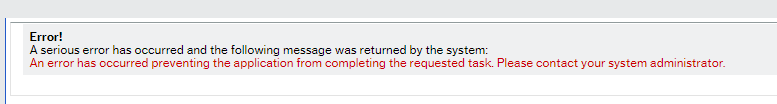 Error!
A serious error has occurred and the following message was returned by the system:
An error has occurred preventing the application from completing the requested task. Please contact your system administrator.